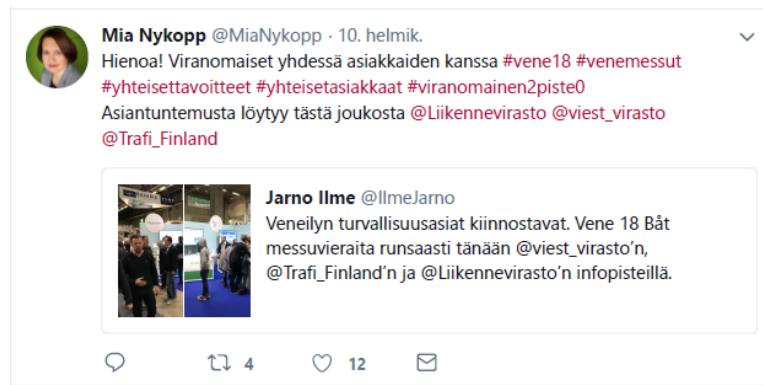 Mia Nykopp @MiaNykopp · 10. helmik.
Hienoa! Viranomaiset yhdessä asiakkaiden kanssa #vene18 #venemessut
#yhteisettavoitteet #yhteisetasiakkaat #viranomainen2piste0
Asiantuntemusta löytyy tästä joukosta @Liikennevirasto @viest_virasto
@Trafi_Finland
Jarno Ilme @IlmeJarno
Veneilyn turvallisuusasiat kiinnostavat. Vene 18 Båt
messuvieraita runsaasti tänään @viest_virasto'n,
@Trafi_Finland'n ja @Liikennevirasto'n infopisteillä.
4 12